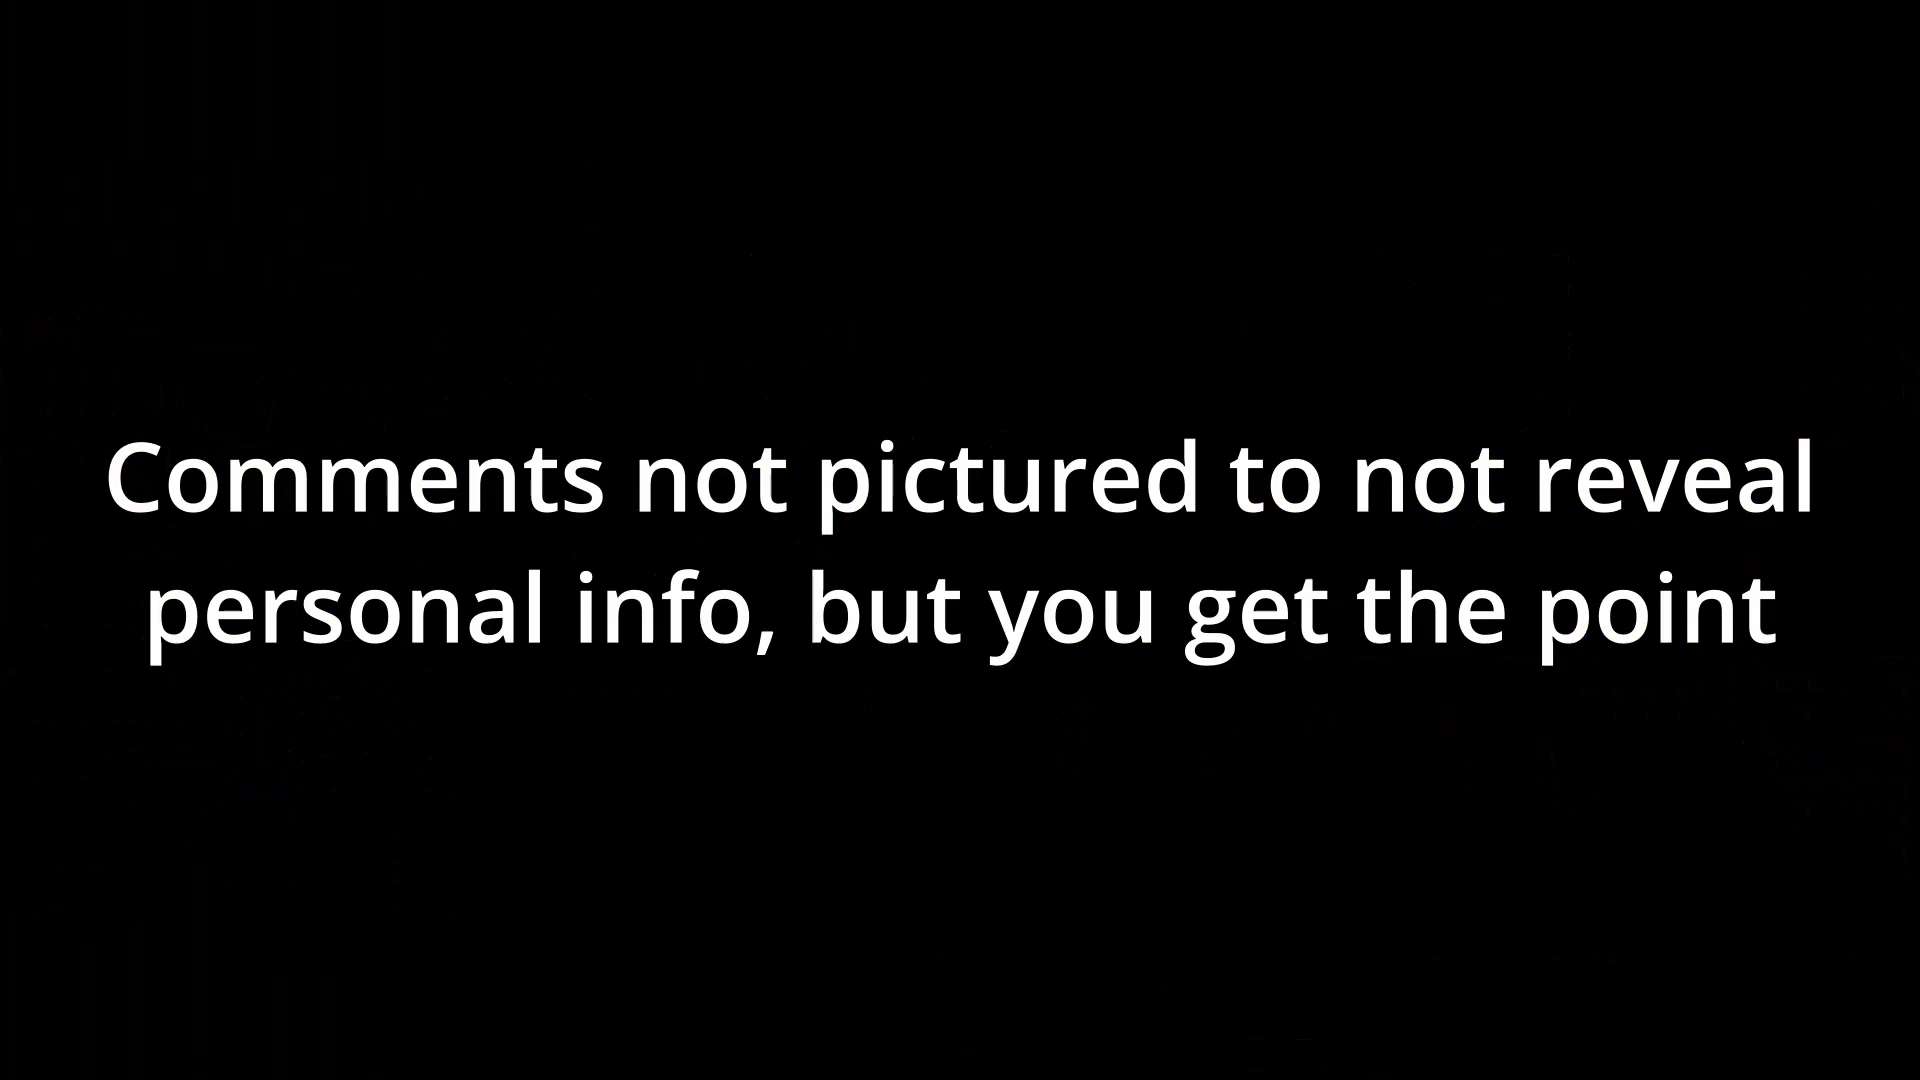 Comments not pictured to not reveal
personal info, but you get the point